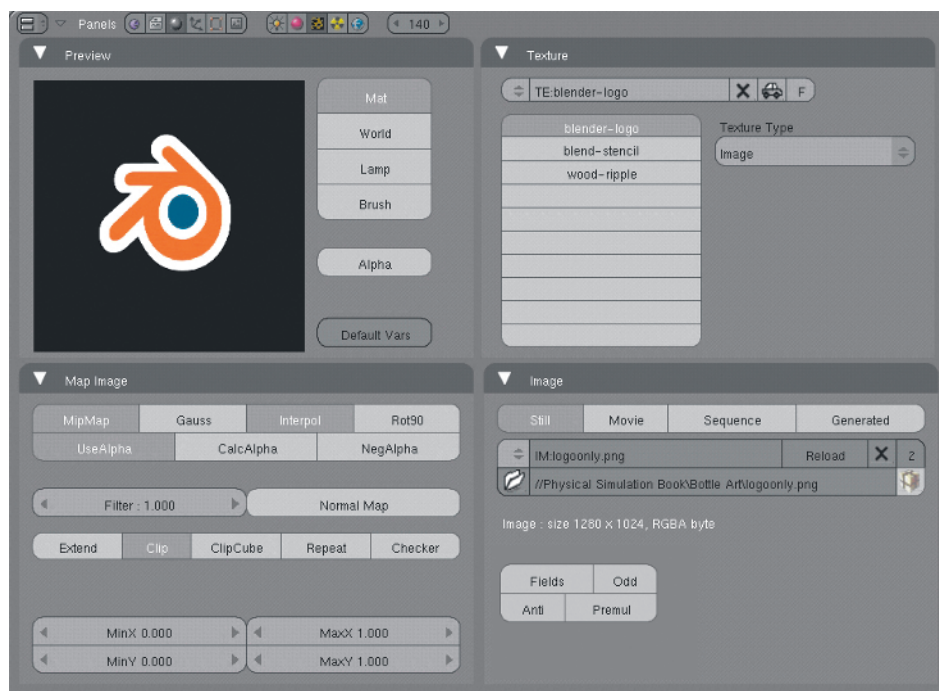 Panels 140
Preview
Mat
World
Lamp
Brush
Alpha
Default Vars
Texture
TE:blender-logo F
blender-logo
blend-stencil
wood-ripple
Texture Type
Image
Map Image
MipMap Gauss Interpol Rot90
UseAlpha CalcAlpha NegAlpha
Filter : 1.000 Normal Map
Extend Clip ClipCube Repeat Checker
MinX 0.000 MaxX 1.000
MinY 0.000 MaxY 1.000
Image
Still Movie Sequence Generated
IM:logoonly.png Reload 2
//Physical Simulation Book\Bottle Art\logoonly.png
Image : size 1280 x 1024, RGBA byte
Fields Odd
Anti Premul